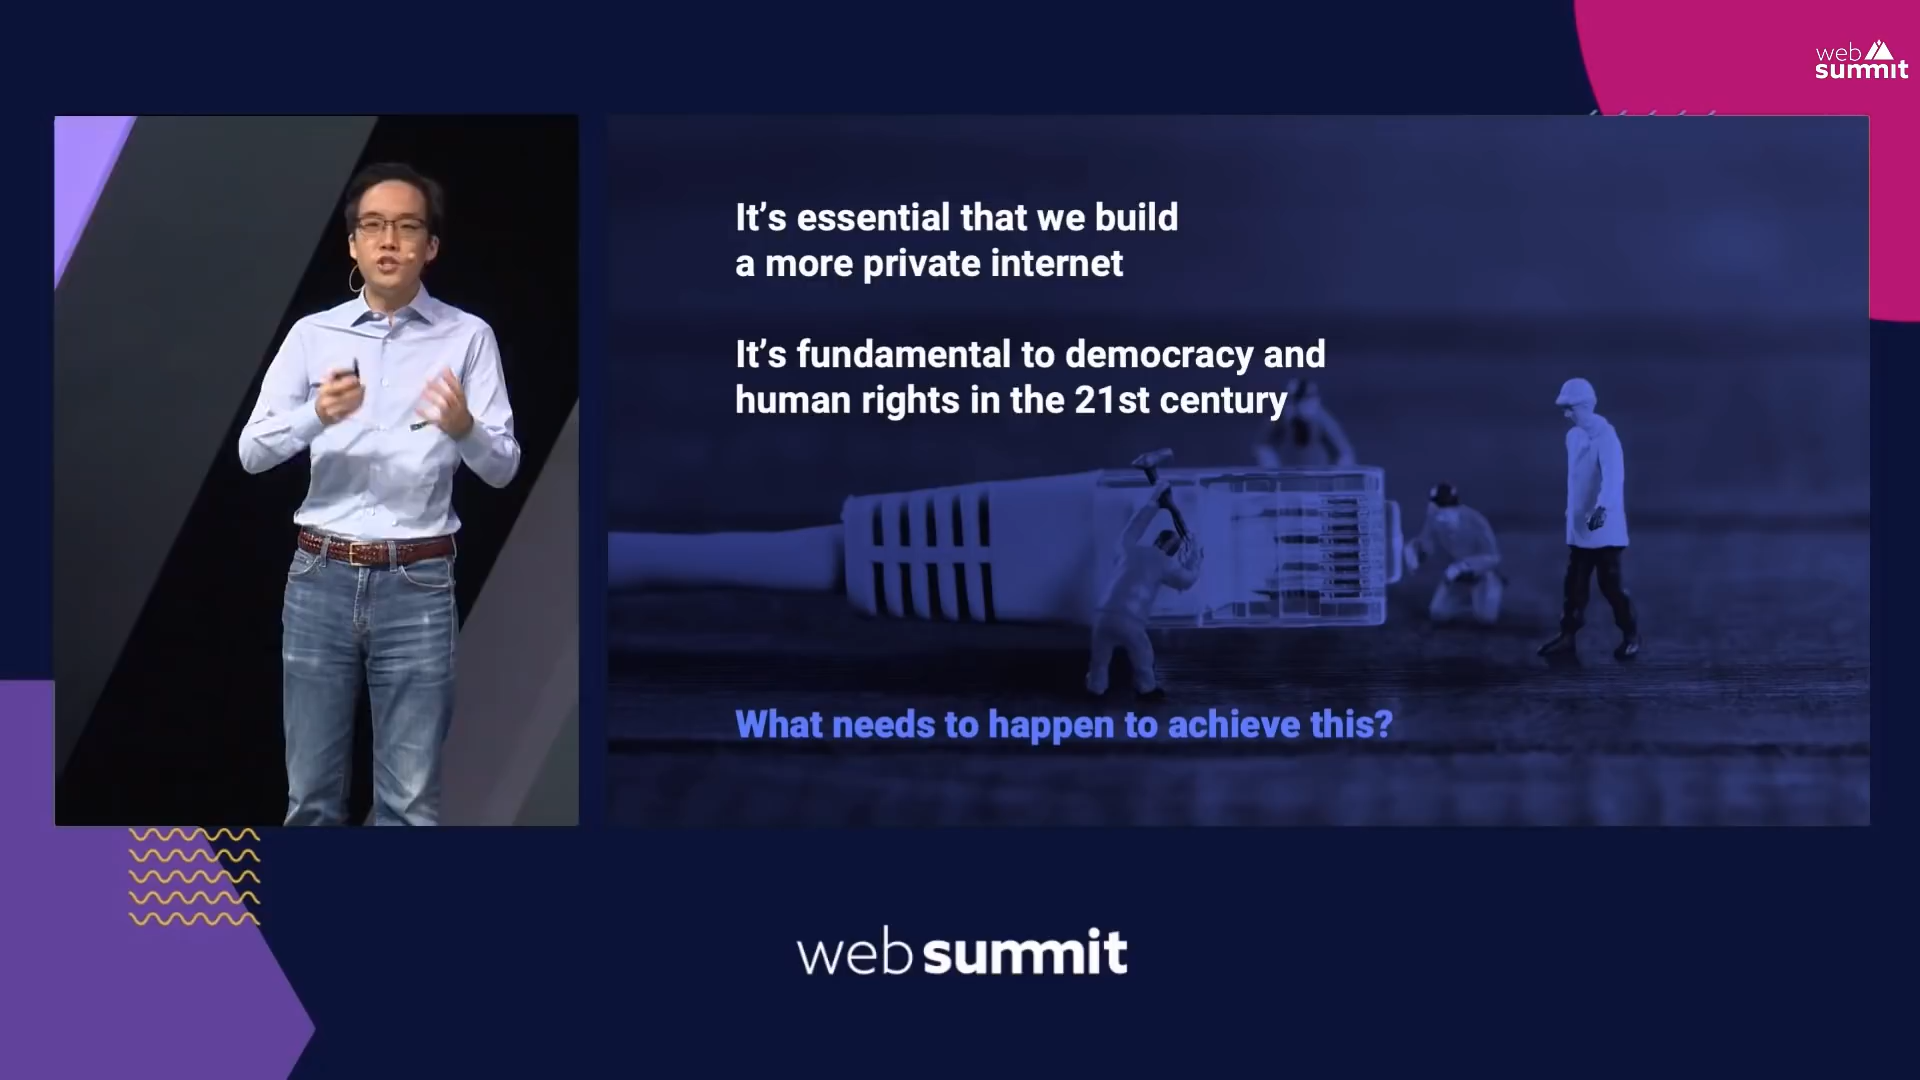 web
summit
It’s essential that we build
a more private internet
It’s fundamental to democracy and
human rights in the 21st century
What needs to happen to achieve this?
web summit